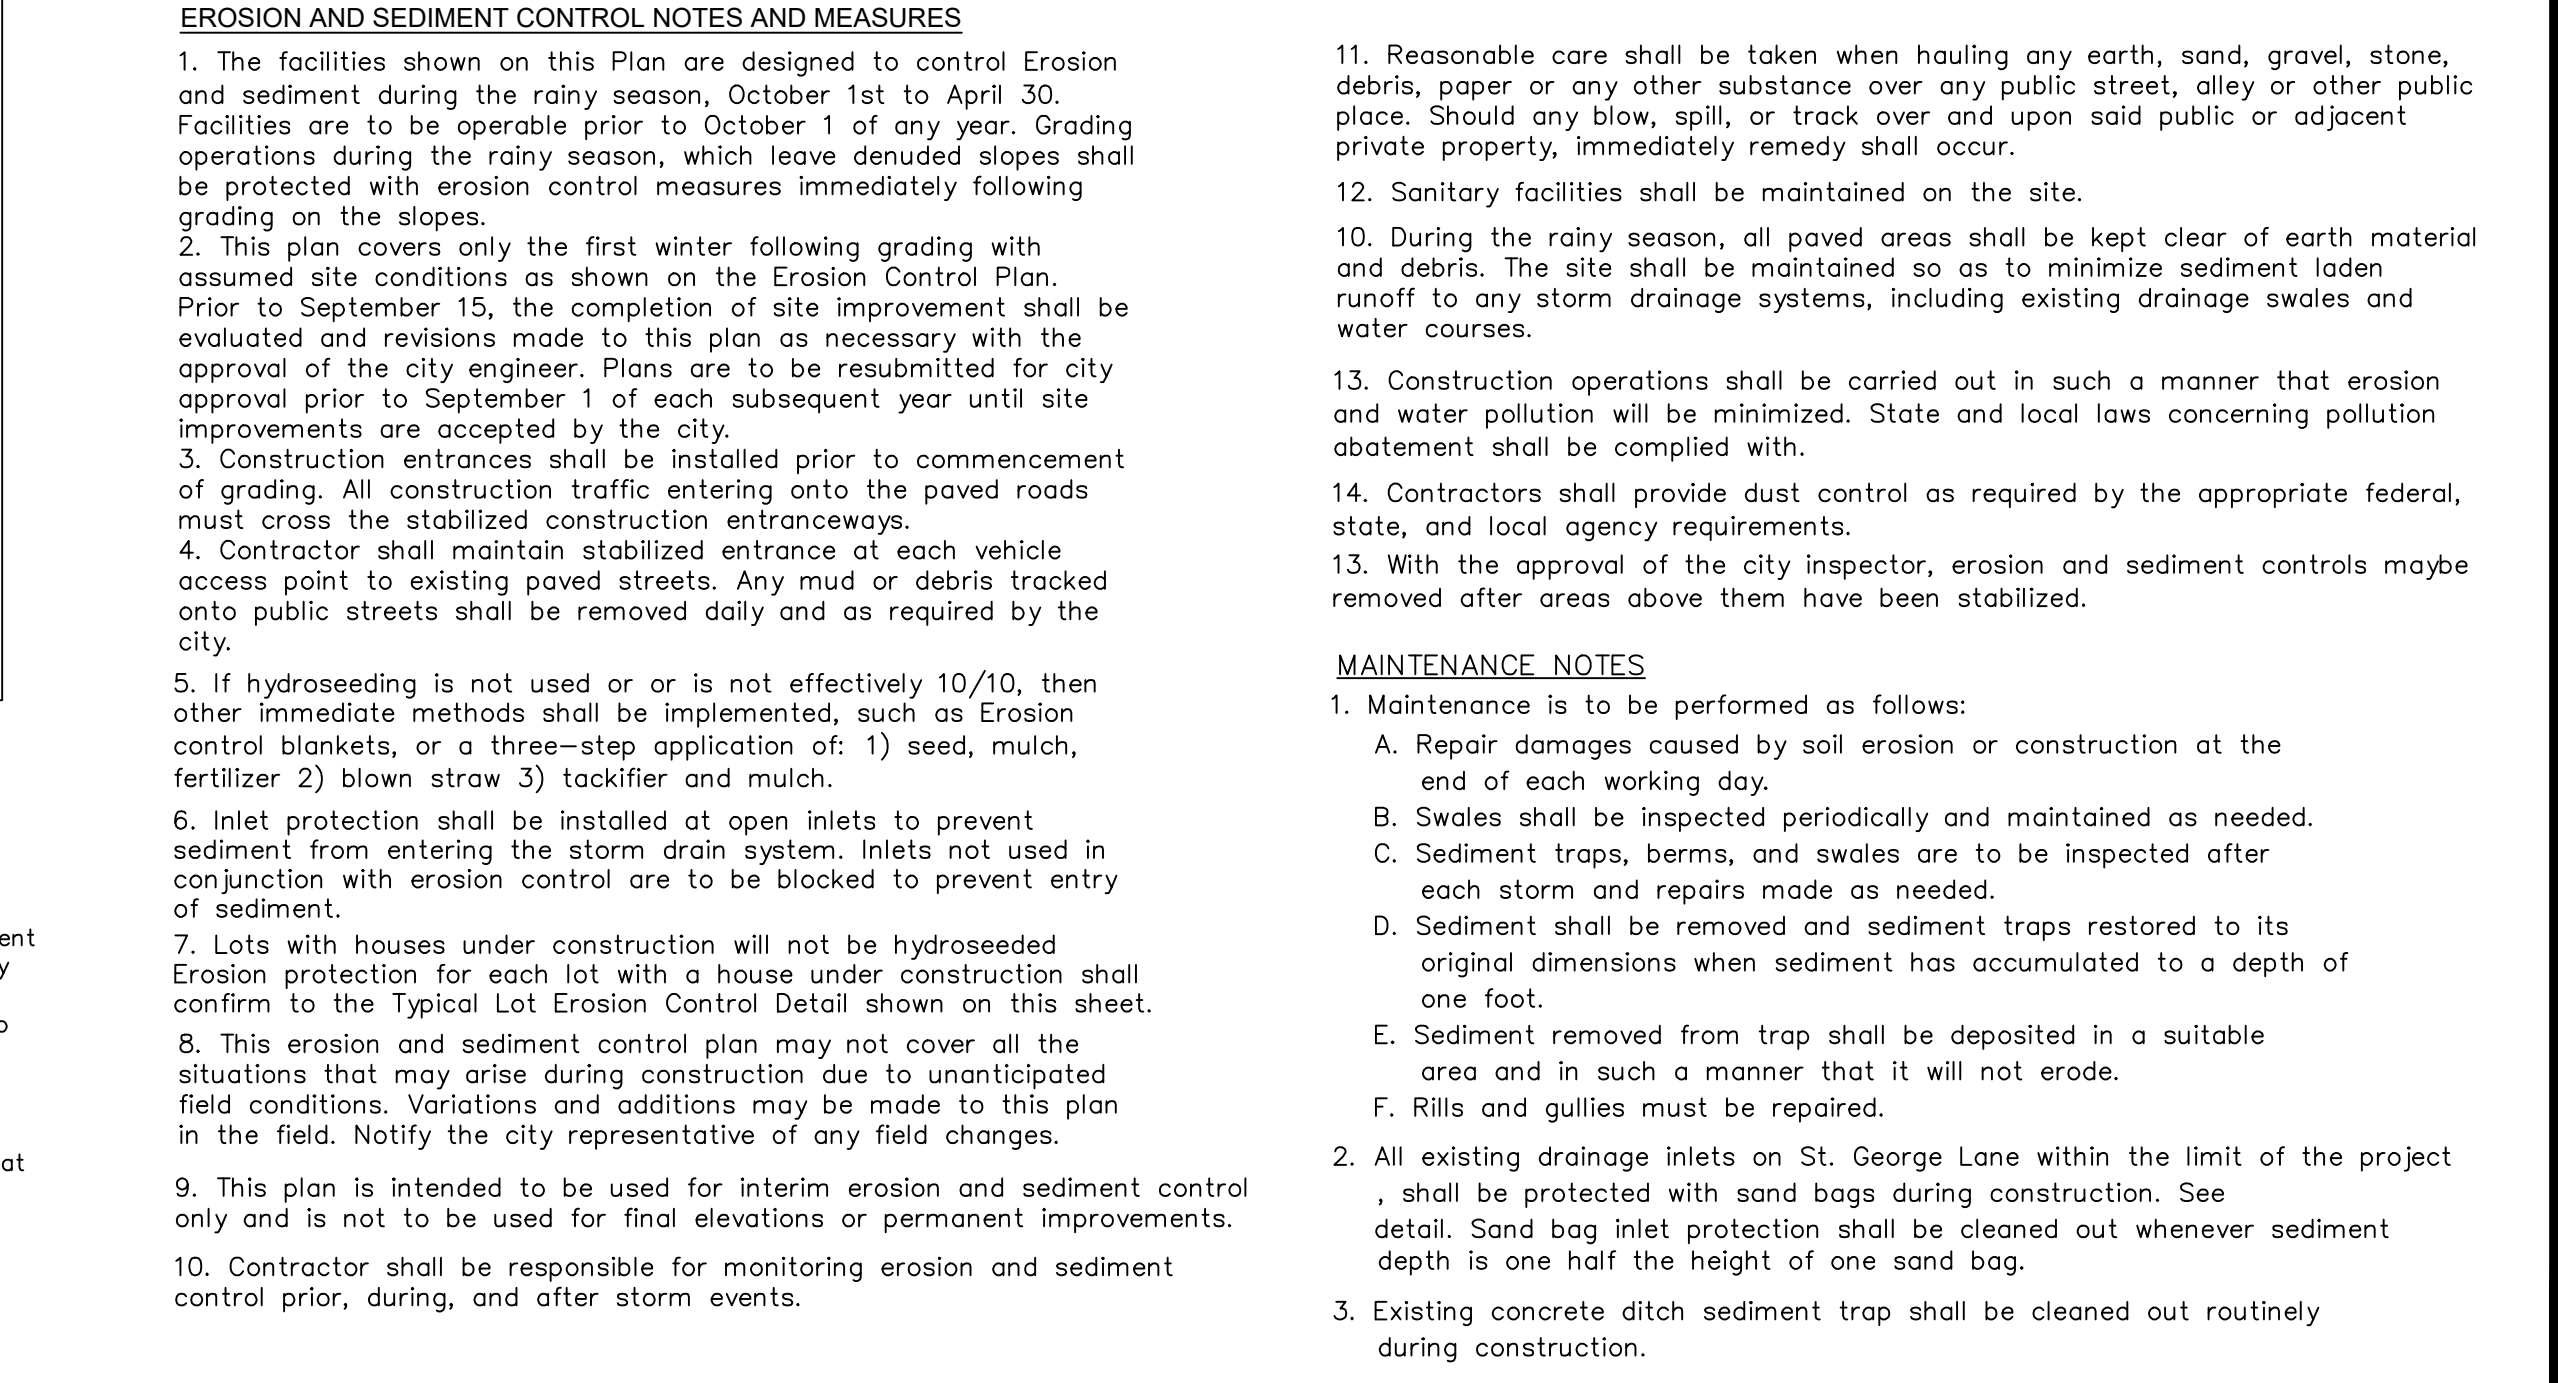 EROSION AND SEDIMENT CONTROL NOTES AND MEASURES
1. The facilities shown on this Plan are designed to control Erosion
and sediment during the rainy season, October 1st to April 30.
Facilities are to be operable prior to October 1 of any year. Grading
operations during the rainy season, which leave denuded slopes shall
be protected with erosion control measures immediately following
grading on the slopes.
2. This plan covers only the first winter following grading with
assumed site conditions as shown on the Erosion Control Plan.
Prior to September 15, the completion of site improvement shall be
evaluated and revisions made to this plan as necessary with the
approval of the city engineer. Plans are to be resubmitted for city
approval prior to September 1 of each subsequent year until site
improvements are accepted by the city.
3. Construction entrances shall be installed prior to commencement
of grading. All construction traffic entering onto the paved roads
must cross the stabilized construction entranceways.
4. Contractor shall maintain stabilized entrance at each vehicle
access point to existing paved streets. Any mud or debris tracked
onto public streets shall be removed daily and as required by the
city.
5. If hydroseeding is not used or or is not effectively 10/10, then
other immediate methods shall be implemented, such as Erosion
control blankets, or a three-step application of: 1) seed, mulch,
fertilizer 2) blown straw 3) tackifier and mulch.
6. Inlet protection shall be installed at open inlets to prevent
sediment from entering the storm drain system. Inlets not used in
conjunction with erosion control are to be blocked to prevent entry
of sediment.
7. Lots with houses under construction will not be hydroseeded
Erosion protection for each lot with a house under construction shall
confirm to the Typical Lot Erosion Control Detail shown on this sheet.
8. This erosion and sediment control plan may not cover all the
situations that may arise during construction due to unanticipated
field conditions. Variations and additions may be made to this plan
in the field. Notify the city representative of any field changes.
9. This plan is intended to be used for interim erosion and sediment control
only and is not to be used for final elevations or permanent improvements.
10. Contractor shall be responsible for monitoring erosion and sediment
control prior, during, and after storm events.
11. Reasonable care shall be taken when hauling any earth, sand, gravel, stone,
debris, paper or any other substance over any public street, alley or other public
place. Should any blow, spill, or track over and upon said public or adjacent
private property, immediately remedy shall occur.
12. Sanitary facilities shall be maintained on the site.
10. During the rainy season, all paved areas shall be kept clear of earth material
and debris. The site shall be maintained so as to minimize sediment laden
runoff to any storm drainage systems, including existing drainage swales and
water courses.
13. Construction operations shall be carried out in such a manner that erosion
and water pollution will be minimized. State and local laws concerning pollution
abatement shall be complied with.
14. Contractors shall provide dust control as required by the appropriate federal,
state, and local agency requirements.
13. With the approval of the city inspector, erosion and sediment controls maybe
removed after areas above them have been stabilized.
MAINTENANCE NOTES
1. Maintenance is to be performed as follows:
A. Repair damages caused by soil erosion or construction at the
end of each working day.
B. Swales shall be inspected periodically and maintained as needed.
C. Sediment traps, berms, and swales are to be inspected after
each storm and repairs made as needed.
D. Sediment shall be removed and sediment traps restored to its
original dimensions when sediment has accumulated to a depth of
one foot.
E. Sediment removed from trap shall be deposited in a suitable
area and in such a manner that it will not erode.
F. Rills and gullies must be repaired.
2. All existing drainage inlets on St. George Lane within the limit of the project
, shall be protected with sand bags during construction. See
detail. Sand bag inlet protection shall be cleaned out whenever sediment
depth is one half the height of one sand bag.
3. Existing concrete ditch sediment trap shall be cleaned out routinely
during construction.